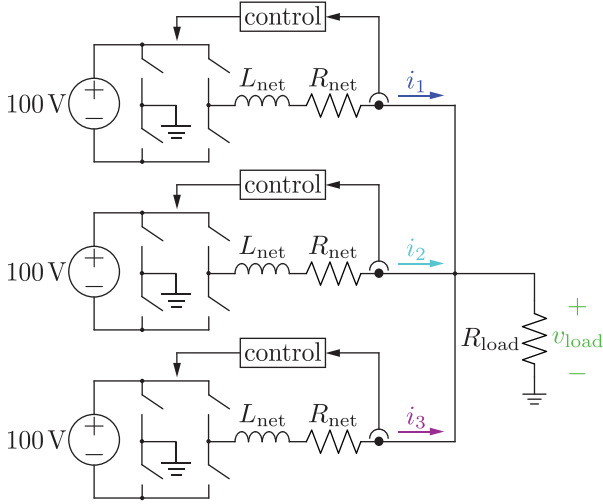 control
100 V
+
−
L_net
R_net
i_1
control
100 V
+
−
L_net
R_net
i_2
+
R_load
v_load
−
control
100 V
+
−
L_net
R_net
i_3